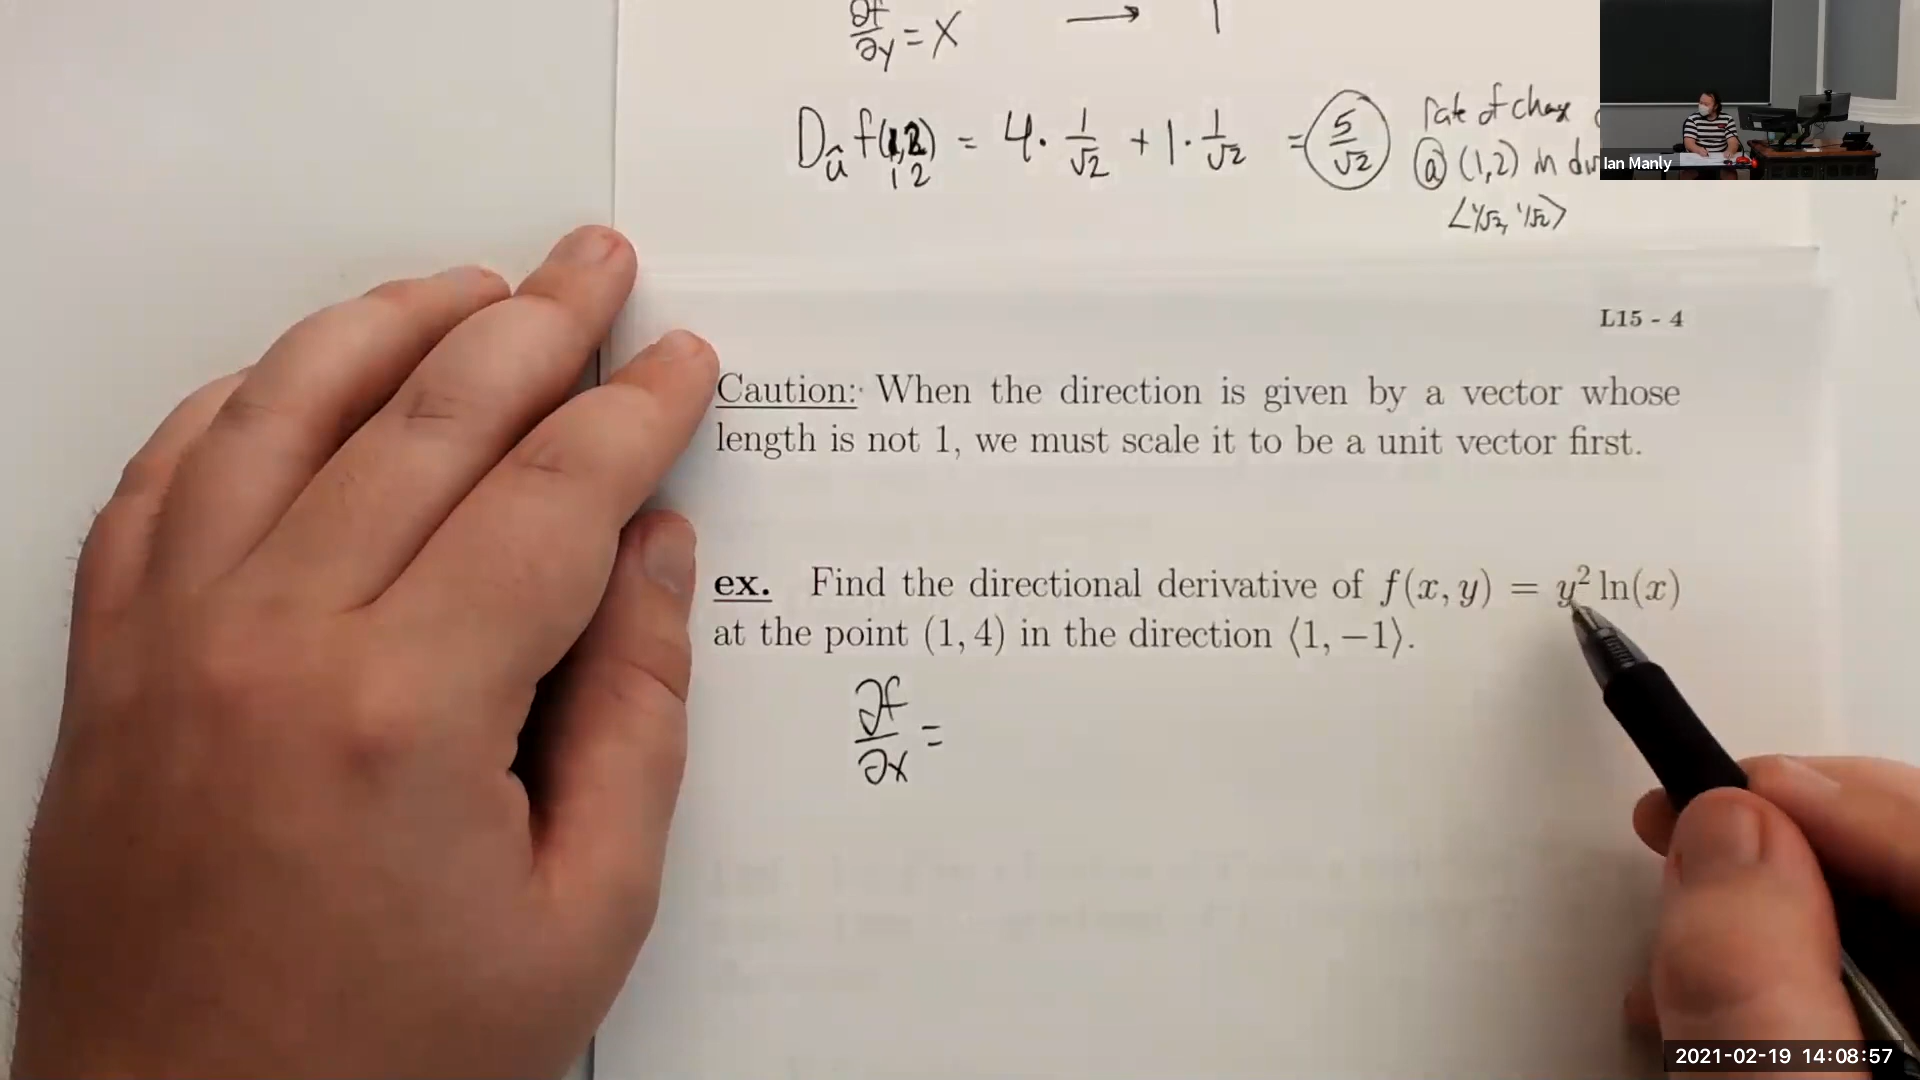 ∂f/∂y = x → 1
D_û f(1,2) = 4 · 1/√2 + 1 · 1/√2 = 5/√2
1 2
rate of change
@ (1,2) in
⟨1/√2, 1/√2⟩
Ian Manly
L15 - 4
Caution: When the direction is given by a vector whose
length is not 1, we must scale it to be a unit vector first.
ex. Find the directional derivative of f(x, y) = y² ln(x)
at the point (1, 4) in the direction ⟨1, −1⟩.
∂f/∂x =
2021-02-19 14:08:57